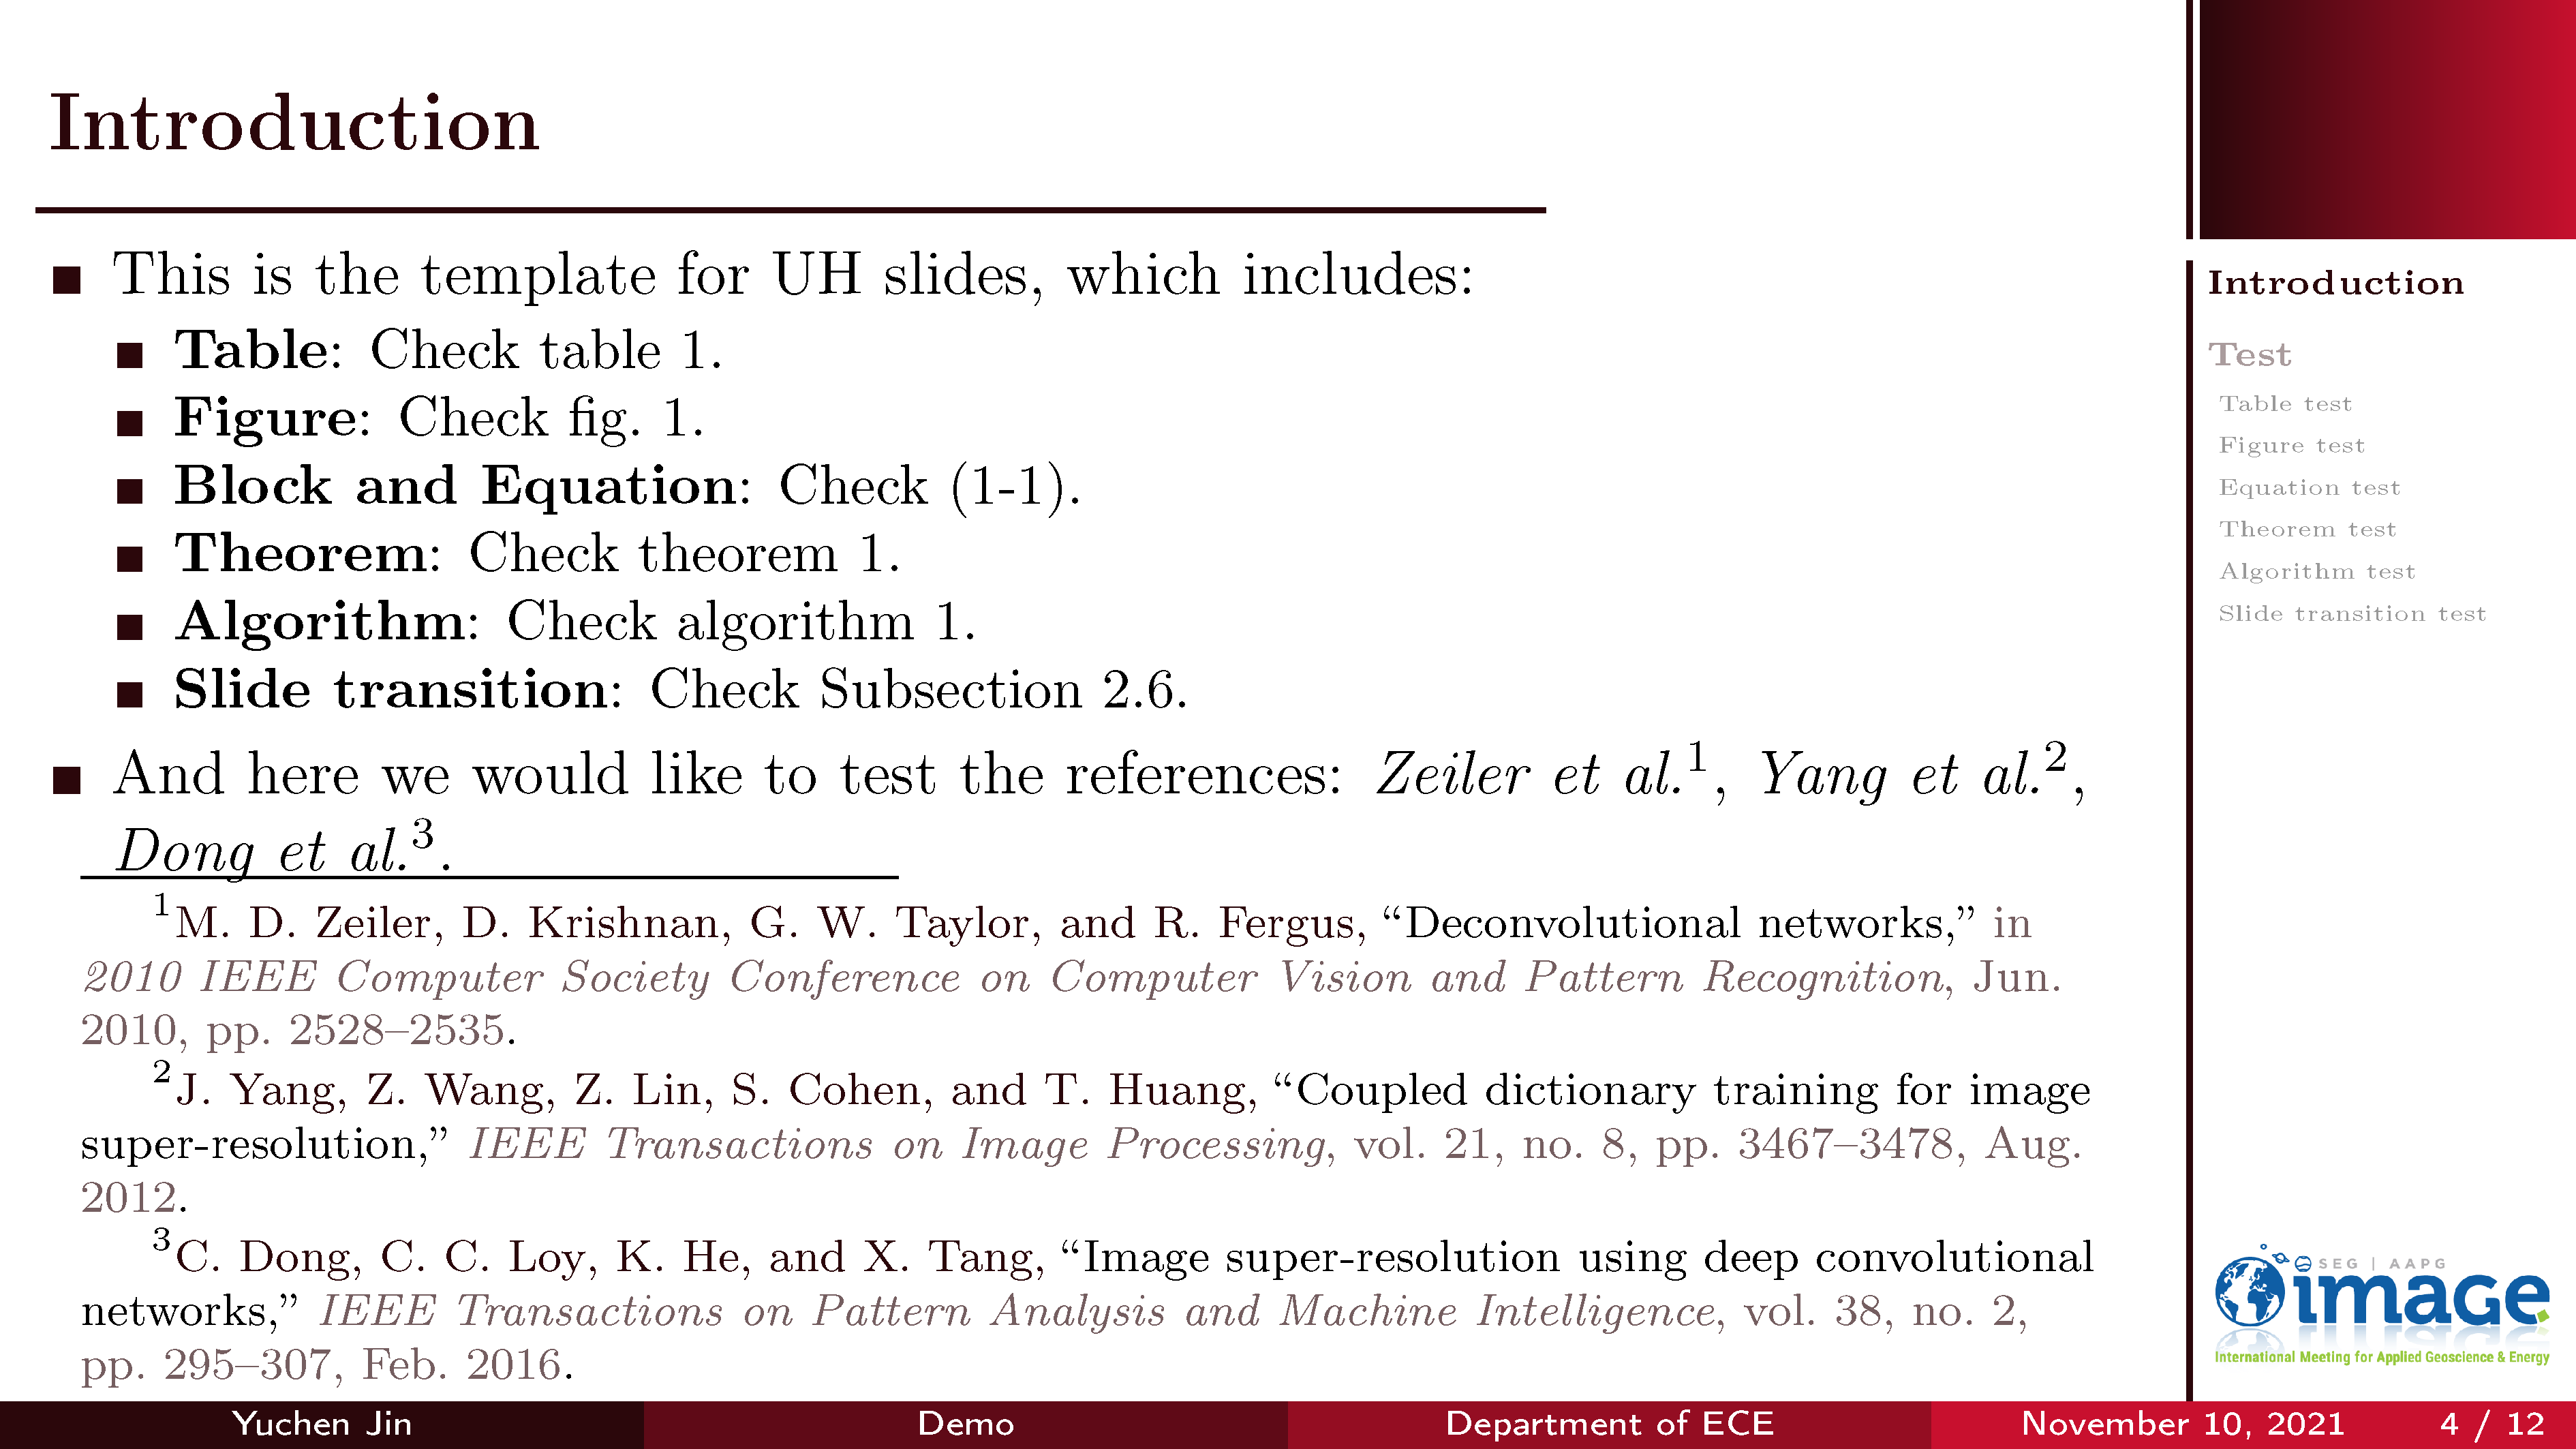 Introduction
This is the template for UH slides, which includes:
Table: Check table 1.
Figure: Check fig. 1.
Block and Equation: Check (1-1).
Theorem: Check theorem 1.
Algorithm: Check algorithm 1.
Slide transition: Check Subsection 2.6.
And here we would like to test the references: Zeiler et al.¹, Yang et al.²,
Dong et al.³.
¹M. D. Zeiler, D. Krishnan, G. W. Taylor, and R. Fergus, “Deconvolutional networks,” in
2010 IEEE Computer Society Conference on Computer Vision and Pattern Recognition, Jun.
2010, pp. 2528–2535.
²J. Yang, Z. Wang, Z. Lin, S. Cohen, and T. Huang, “Coupled dictionary training for image
super-resolution,” IEEE Transactions on Image Processing, vol. 21, no. 8, pp. 3467–3478, Aug.
2012.
³C. Dong, C. C. Loy, K. He, and X. Tang, “Image super-resolution using deep convolutional
networks,” IEEE Transactions on Pattern Analysis and Machine Intelligence, vol. 38, no. 2,
pp. 295–307, Feb. 2016.
Introduction
Test
Table test
Figure test
Equation test
Theorem test
Algorithm test
Slide transition test
SEG | AAPG
image
International Meeting for Applied Geoscience & Energy
Yuchen Jin Demo Department of ECE November 10, 2021 4 / 12